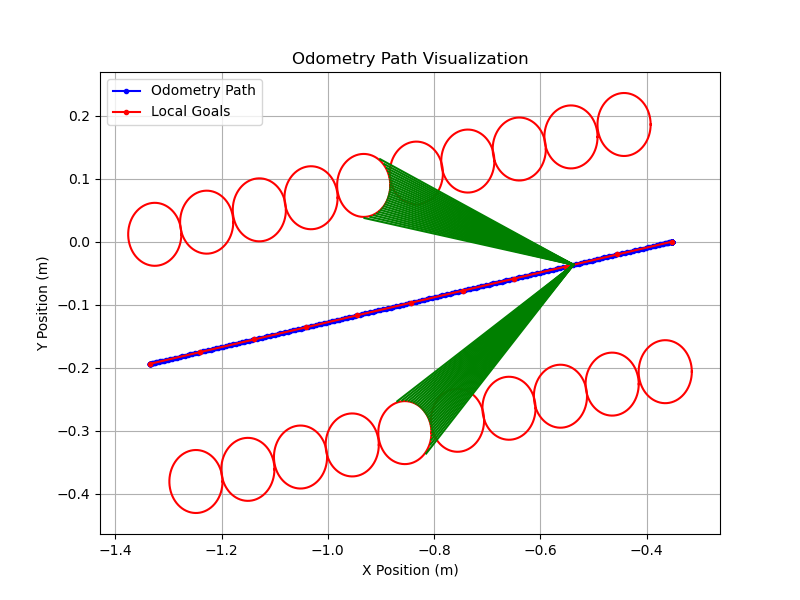 Odometry Path Visualization
Odometry Path
Local Goals
Y Position (m)
0.2
0.1
0.0
−0.1
−0.2
−0.3
−0.4
−1.4 −1.2 −1.0 −0.8 −0.6 −0.4
X Position (m)